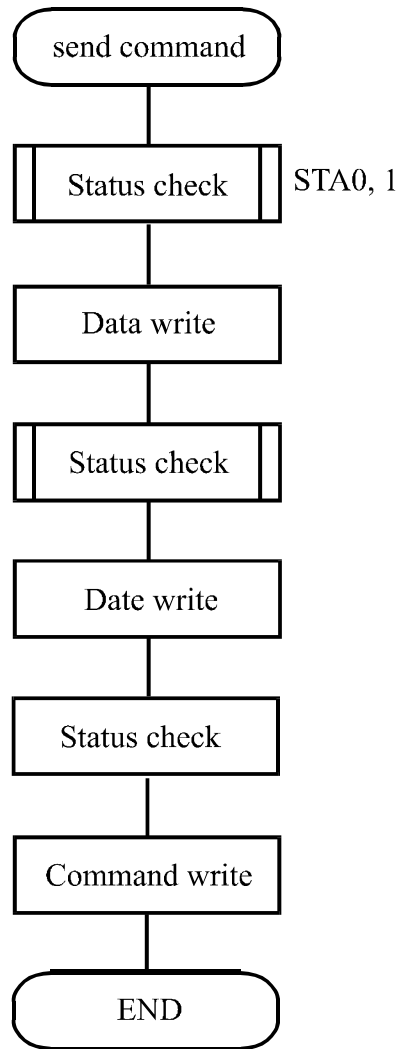 send command
Status check
STA0, 1
Data write
Status check
Date write
Status check
Command write
END